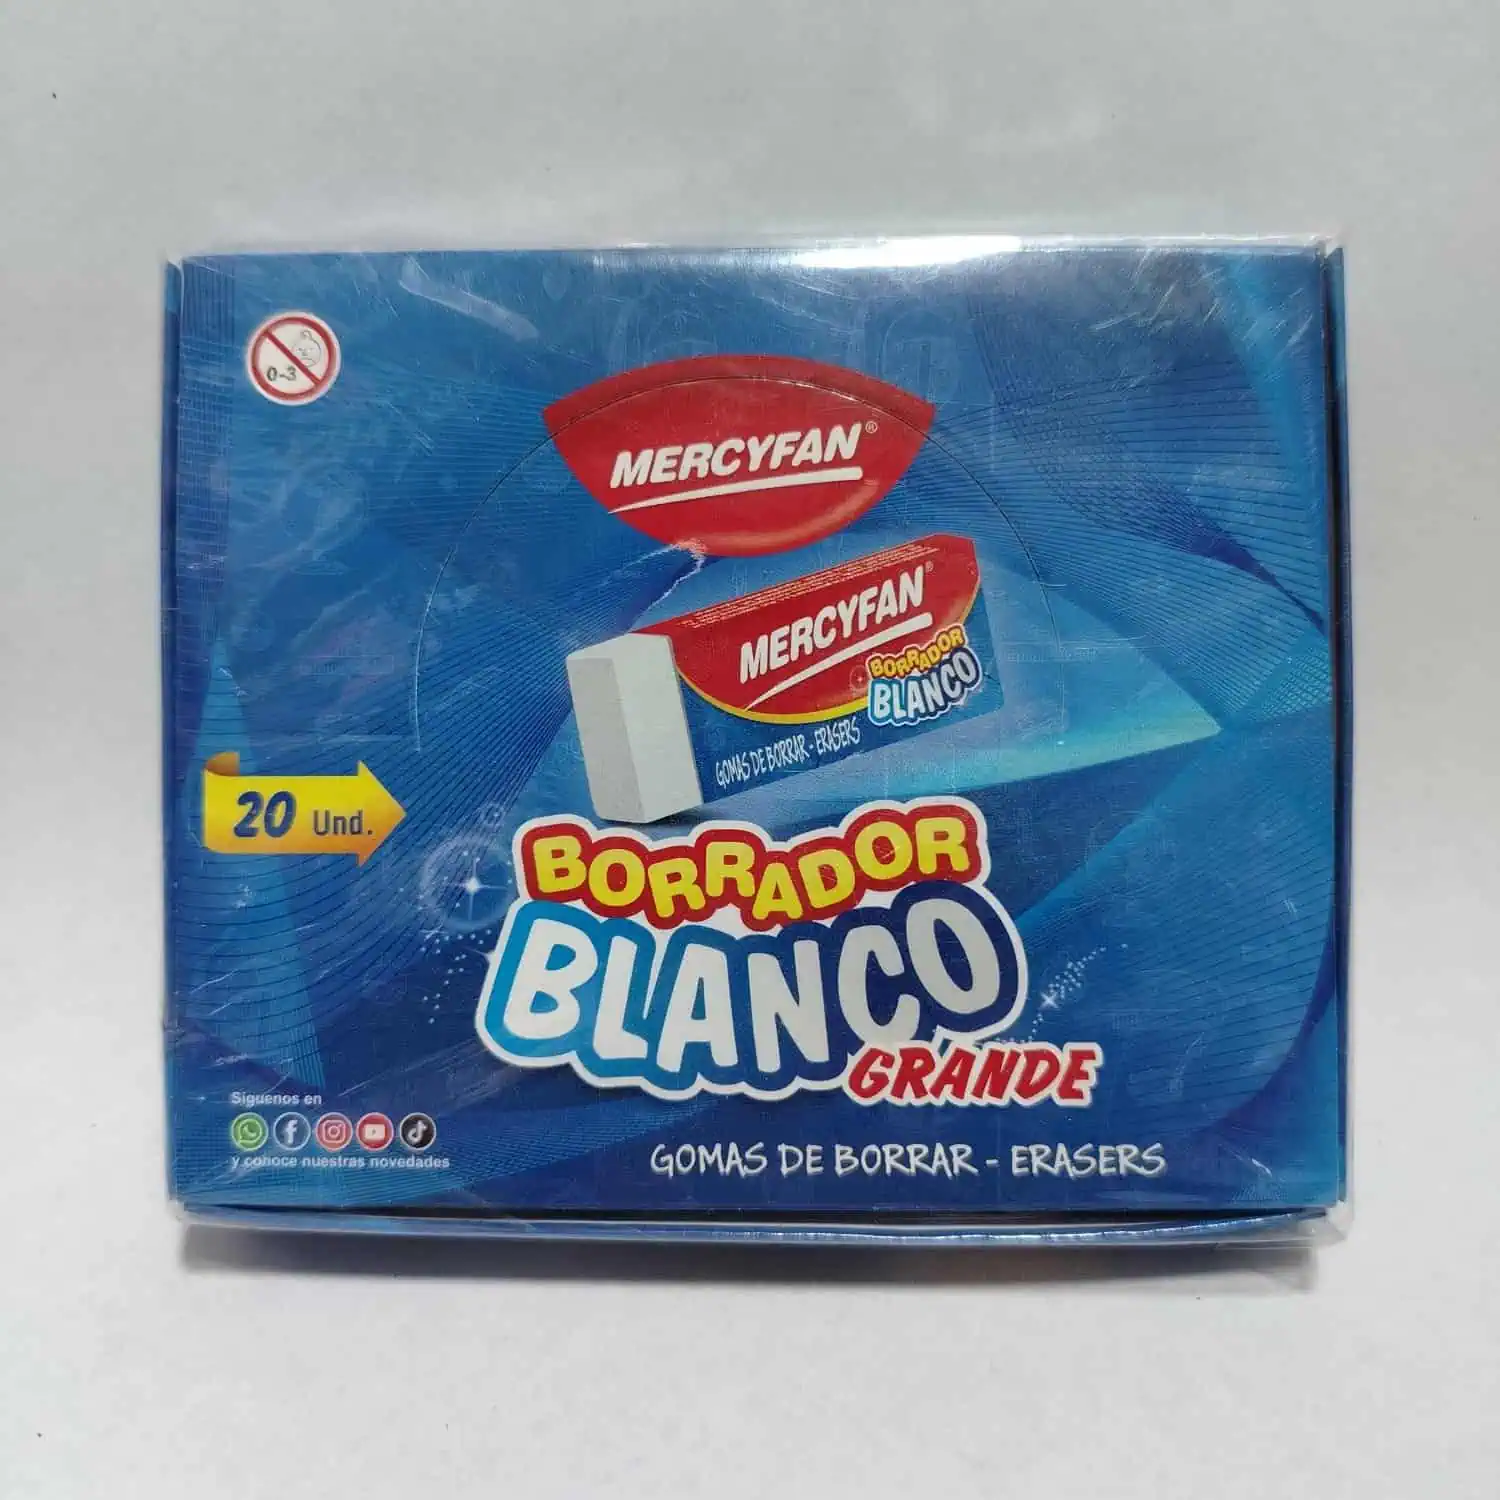 0-3
MERCYFAN®
MERCYFAN®
BORRADOR
BLANCO
GOMAS DE BORRAR - ERASERS
20 Und.
BORRADOR
BLANCO
GRANDE
GOMAS DE BORRAR - ERASERS
Síguenos en
y conoce nuestras novedades